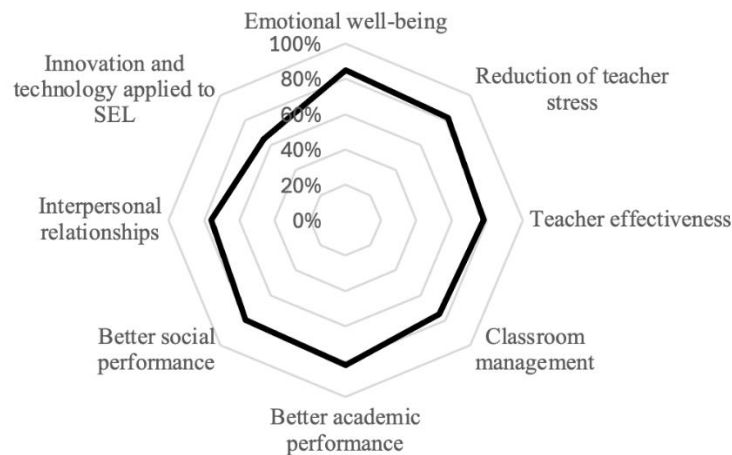 Emotional well-being
100%
80%
60%
40%
20%
0%
Reduction of teacher
stress
Teacher effectiveness
Classroom
management
Better academic
performance
Better social
performance
Interpersonal
relationships
Innovation and
technology applied to
SEL